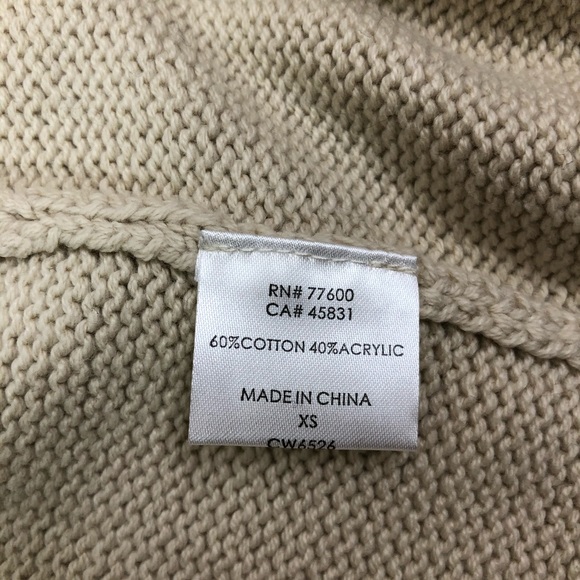 RN# 77600
CA# 45831
60%COTTON 40%ACRYLIC
MADE IN CHINA
XS
CW6526